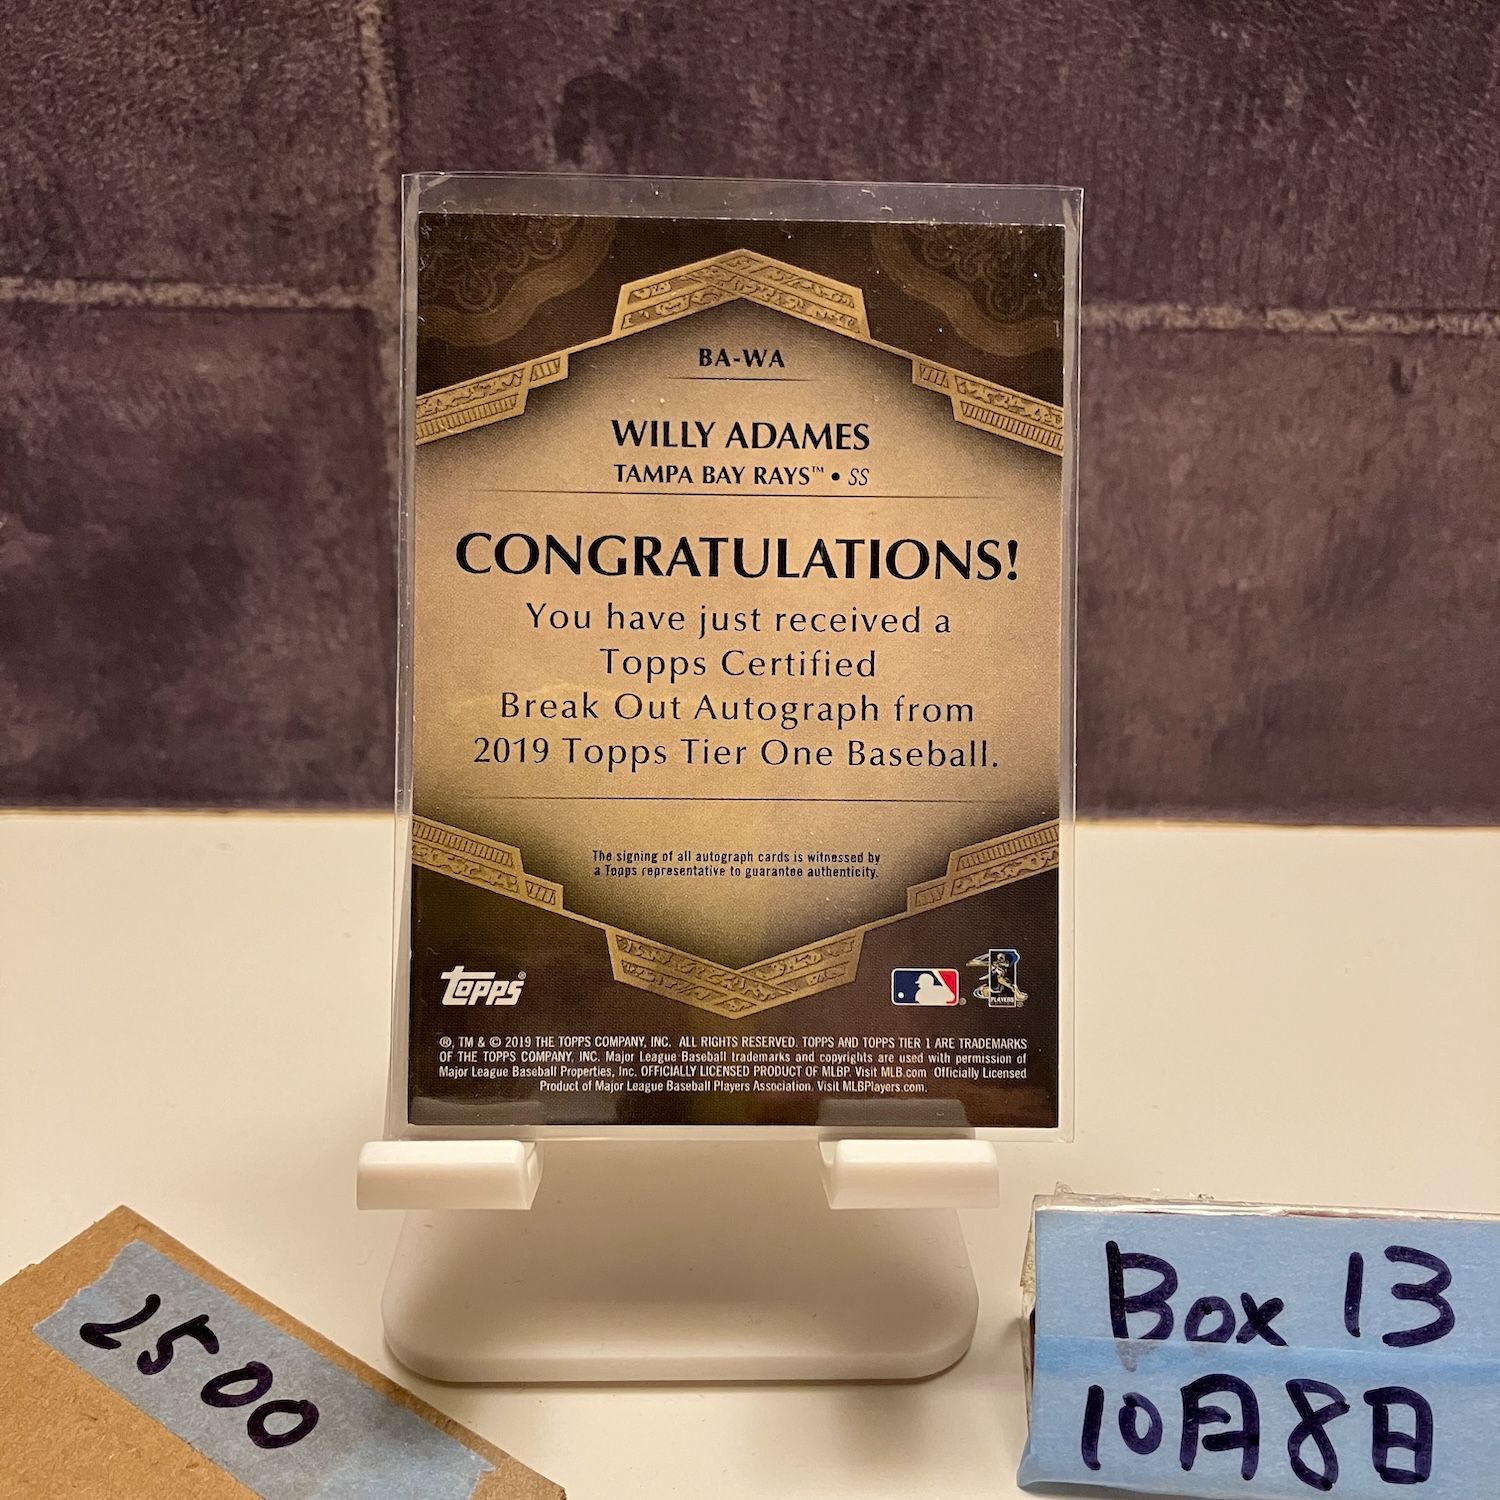 BA-WA
WILLY ADAMES
TAMPA BAY RAYS™ • SS
CONGRATULATIONS!
You have just received a
Topps Certified
Break Out Autograph from
2019 Topps Tier One Baseball.
The signing of all autograph cards is witnessed by
a Topps representative to guarantee authenticity.
Topps®
PLAYERS
®, TM & © 2019 THE TOPPS COMPANY, INC. ALL RIGHTS RESERVED. TOPPS AND TOPPS TIER 1 ARE TRADEMARKS
OF THE TOPPS COMPANY, INC. Major League Baseball trademarks and copyrights are used with permission of
Major League Baseball Properties, Inc. OFFICIALLY LICENSED PRODUCT OF MLBP. Visit MLB.com Officially Licensed
Product of Major League Baseball Players Association. Visit MLBPlayers.com.
2500
Box 13
10月8日